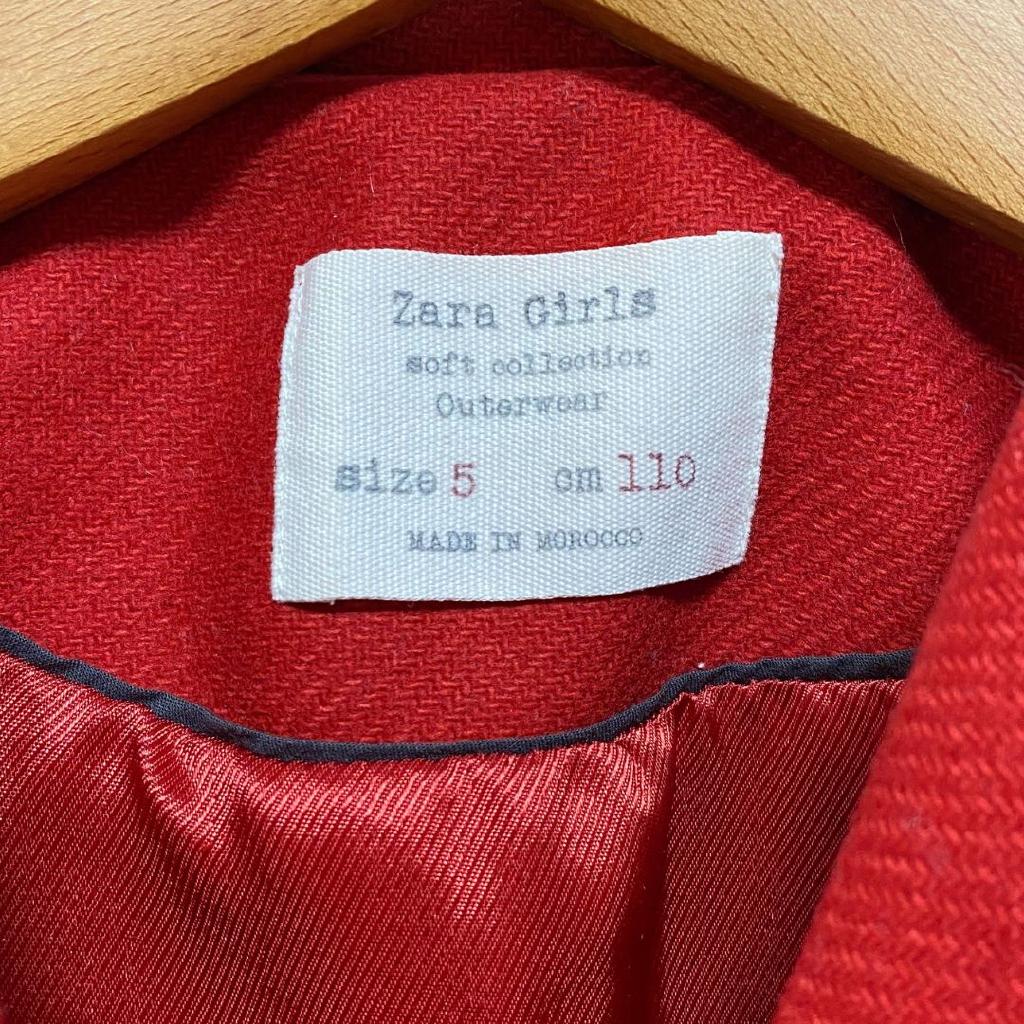 Zara Girls
soft collection
Outerwear
size 5 cm 110
MADE IN MOROCCO